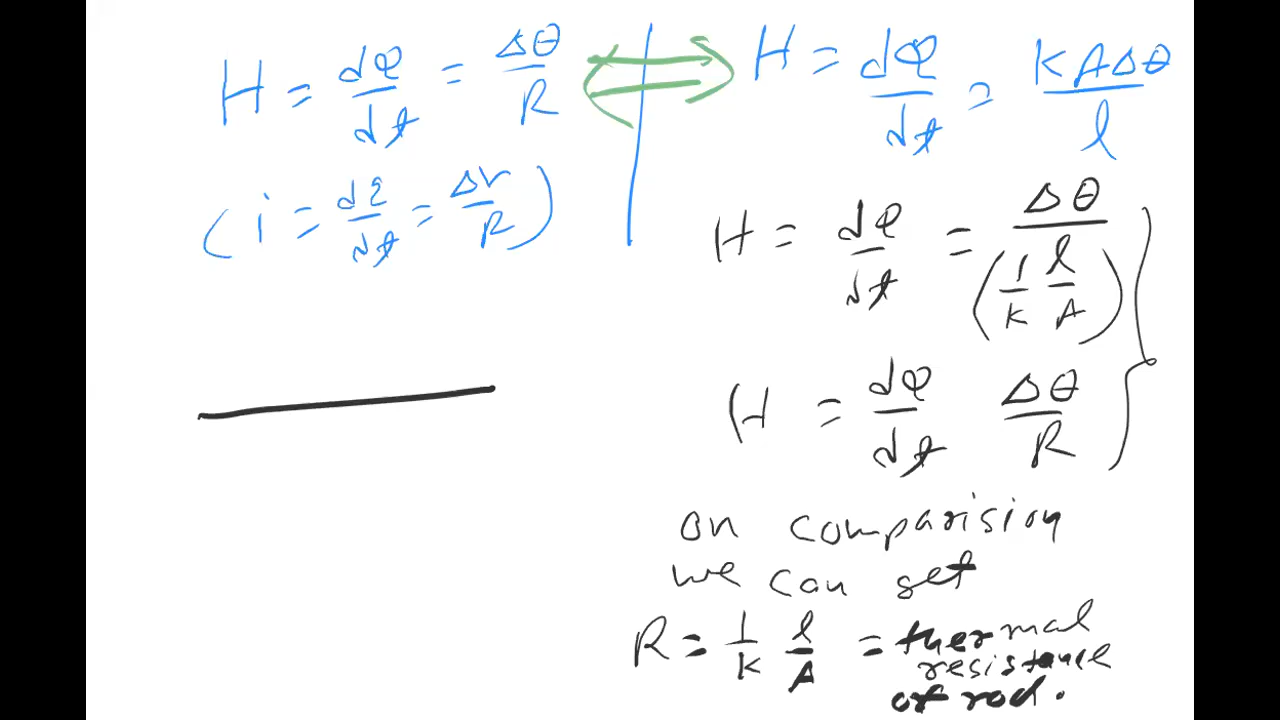 H = dQ/dt = Δθ/R
(i = dq/dt = ΔV/R)
H = dQ/dt = KAΔθ/l
H = dQ/dt = Δθ/(1/K l/A)
H = dQ/dt Δθ/R
on comparision
we can get
R = 1/K l/A = thermal
resistance
of rod.